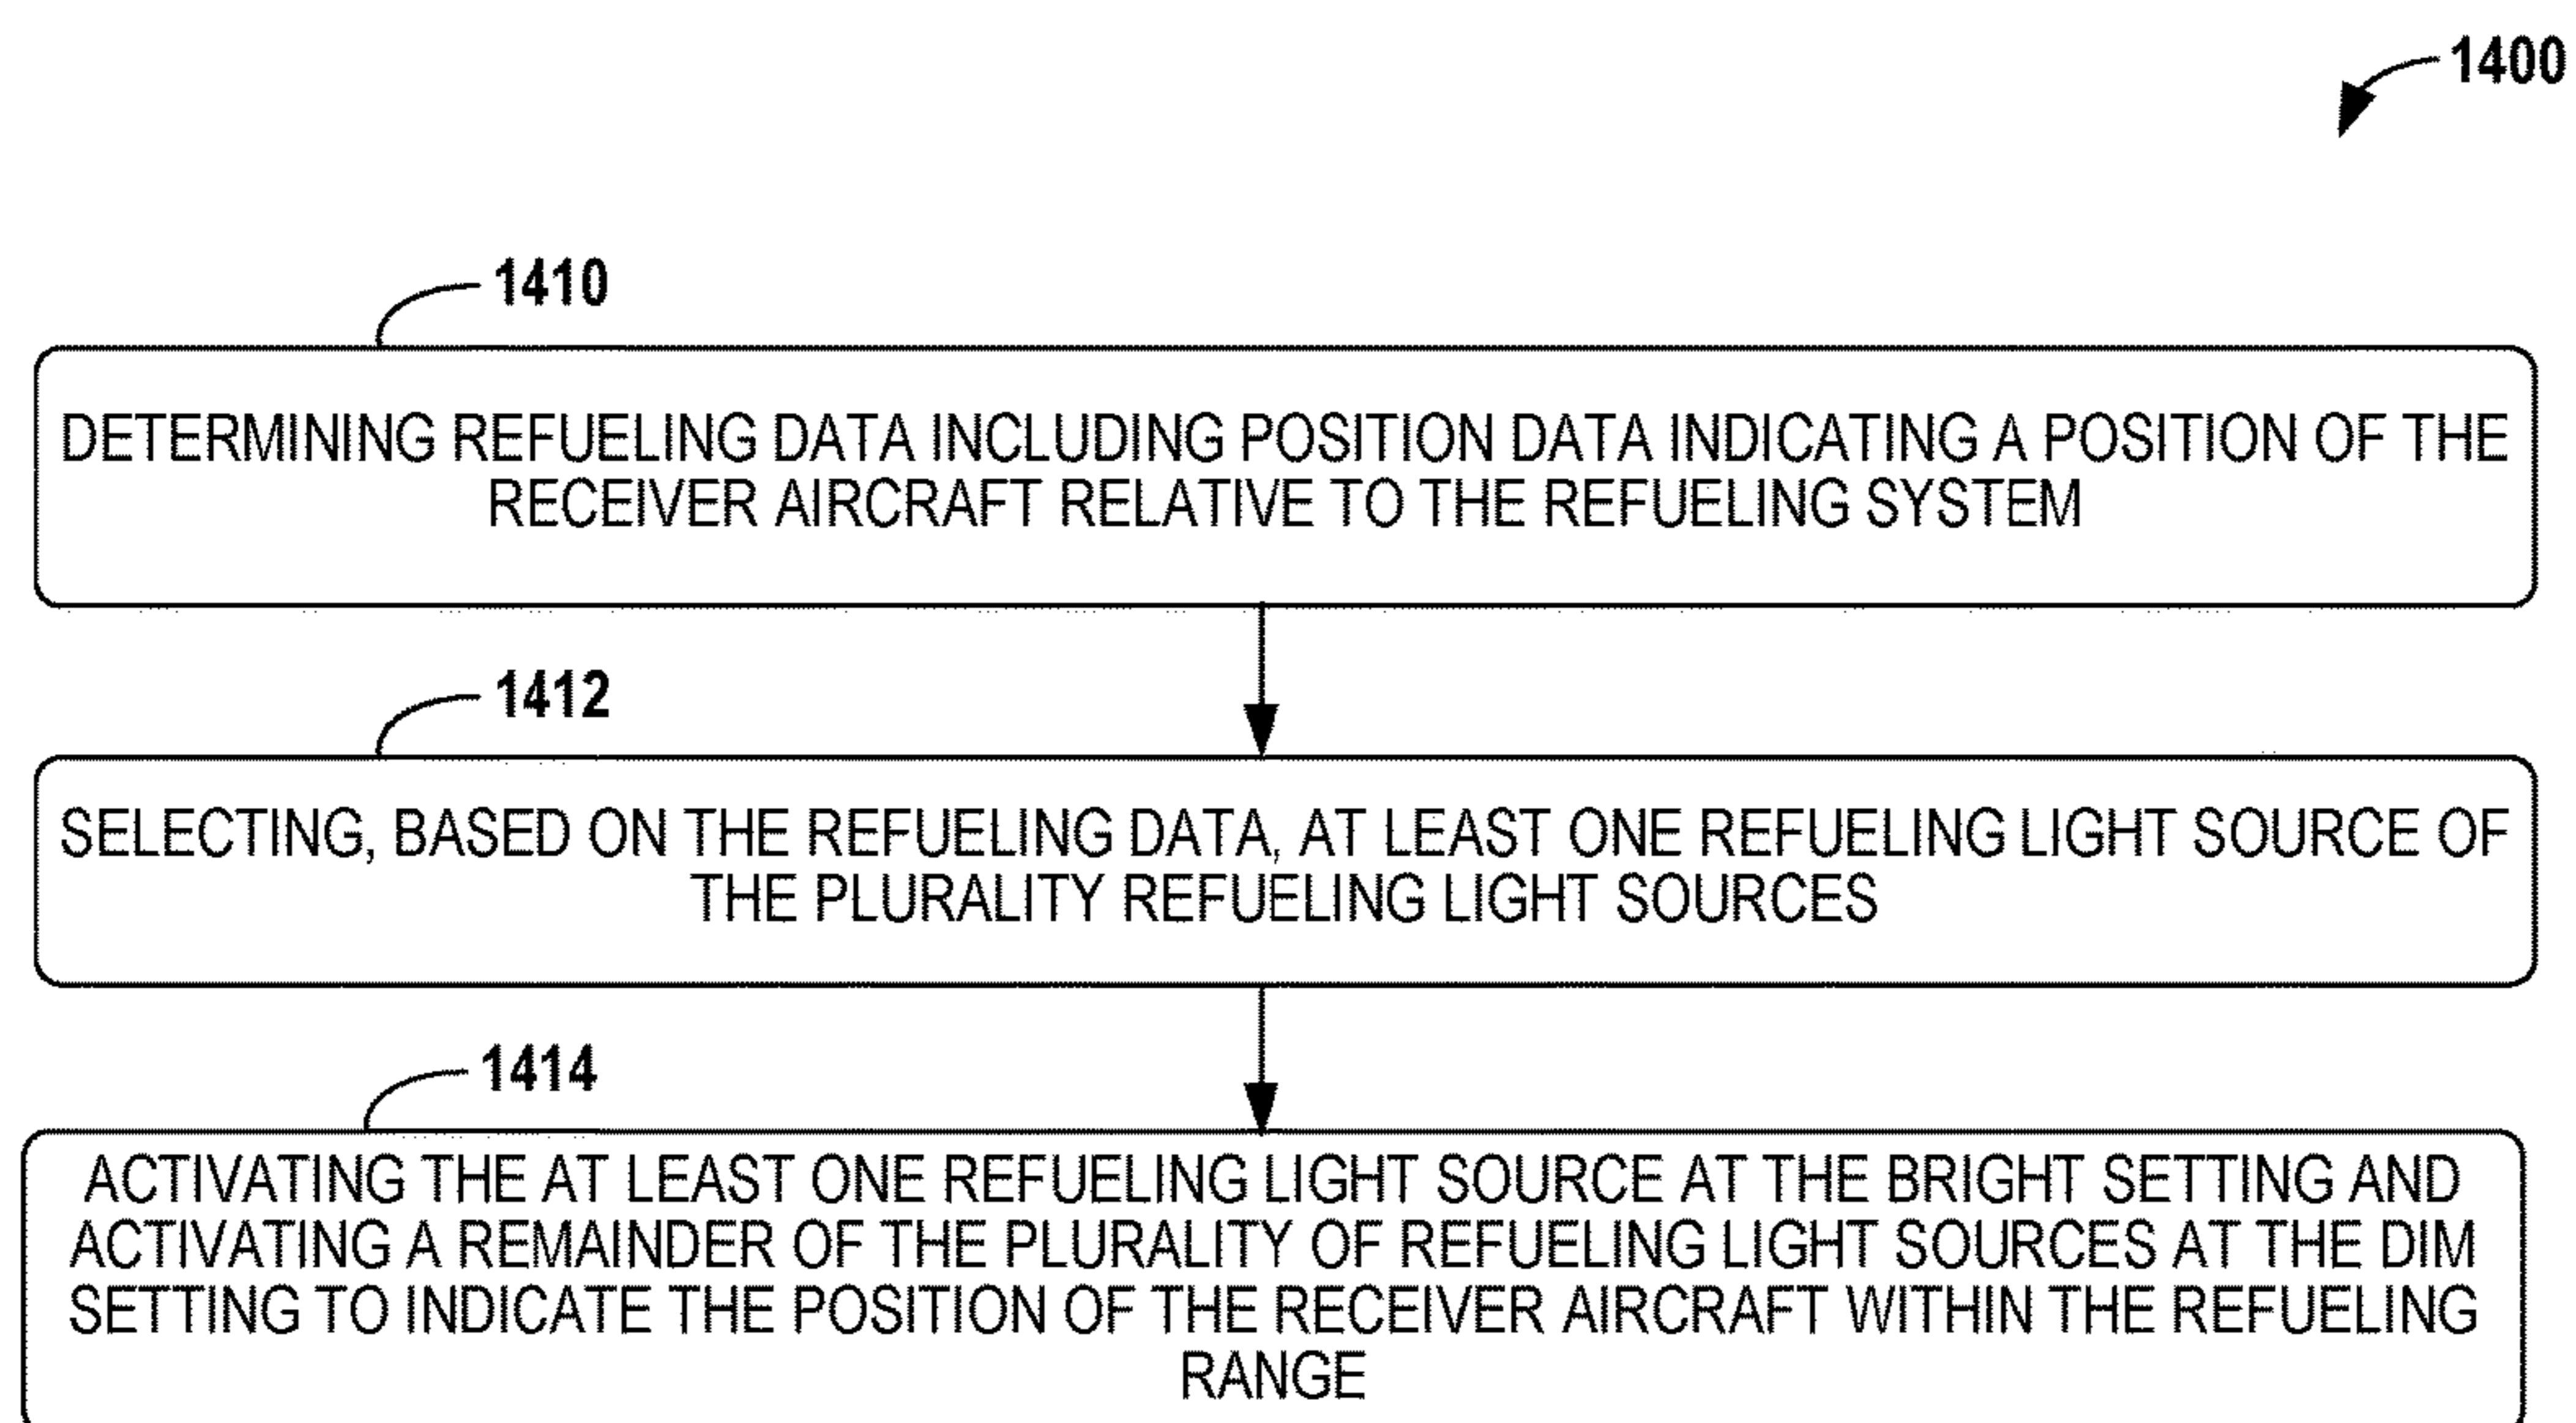 1400
1410
DETERMINING REFUELING DATA INCLUDING POSITION DATA INDICATING A POSITION OF THE
RECEIVER AIRCRAFT RELATIVE TO THE REFUELING SYSTEM
1412
SELECTING, BASED ON THE REFUELING DATA, AT LEAST ONE REFUELING LIGHT SOURCE OF
THE PLURALITY REFUELING LIGHT SOURCES
1414
ACTIVATING THE AT LEAST ONE REFUELING LIGHT SOURCE AT THE BRIGHT SETTING AND
ACTIVATING A REMAINDER OF THE PLURALITY OF REFUELING LIGHT SOURCES AT THE DIM
SETTING TO INDICATE THE POSITION OF THE RECEIVER AIRCRAFT WITHIN THE REFUELING
RANGE